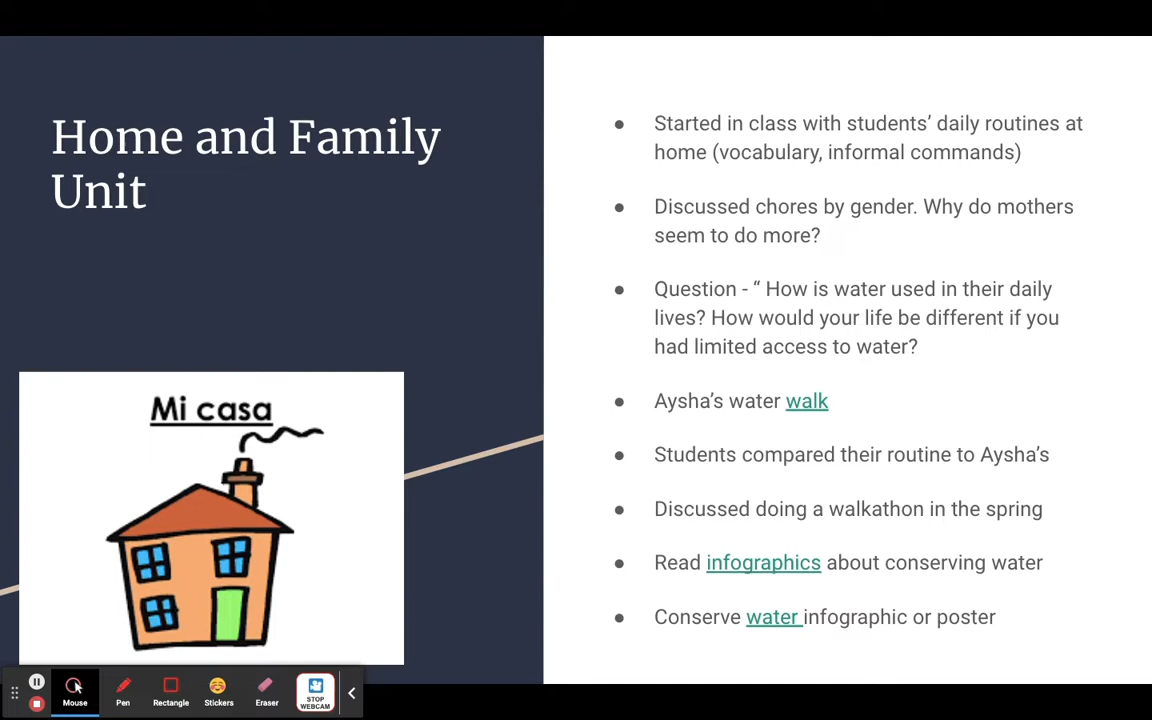 Home and Family
Unit
Mi casa
● Started in class with students’ daily routines at
home (vocabulary, informal commands)
● Discussed chores by gender. Why do mothers
seem to do more?
● Question - “ How is water used in their daily
lives? How would your life be different if you
had limited access to water?
● Aysha’s water walk
● Students compared their routine to Aysha’s
● Discussed doing a walkathon in the spring
● Read infographics about conserving water
● Conserve water infographic or poster
Mouse
Pen
Rectangle
Stickers
Eraser
STOP
WEBCAM